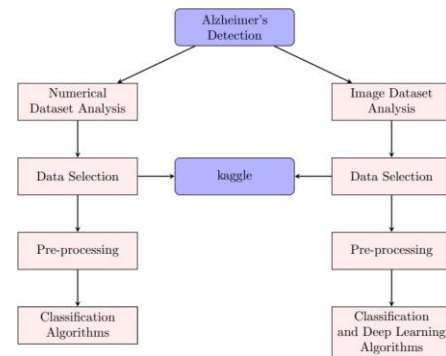 Alzheimer's
Detection
Numerical
Dataset Analysis
Image Dataset
Analysis
Data Selection
kaggle
Data Selection
Pre-processing
Pre-processing
Classification
Algorithms
Classification
and Deep Learning
Algorithms